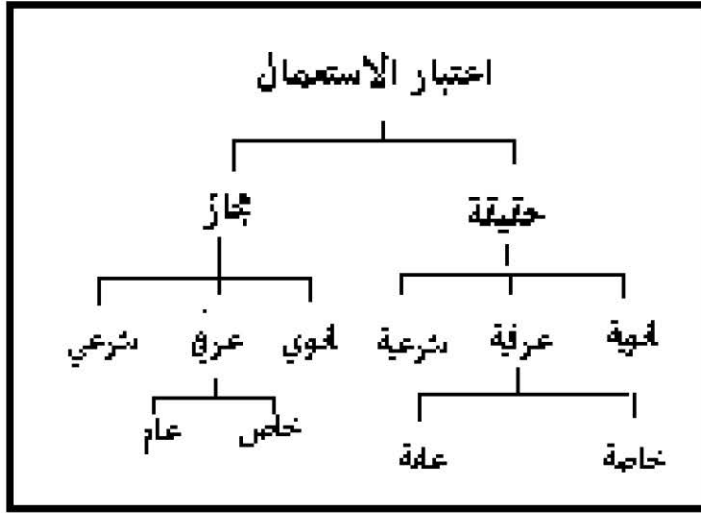 اعتبار الاستعمال
حقيقة مجاز
لغوية عرفية شرعية لغوي عرفي شرعي
خاصة عامة خاص عام